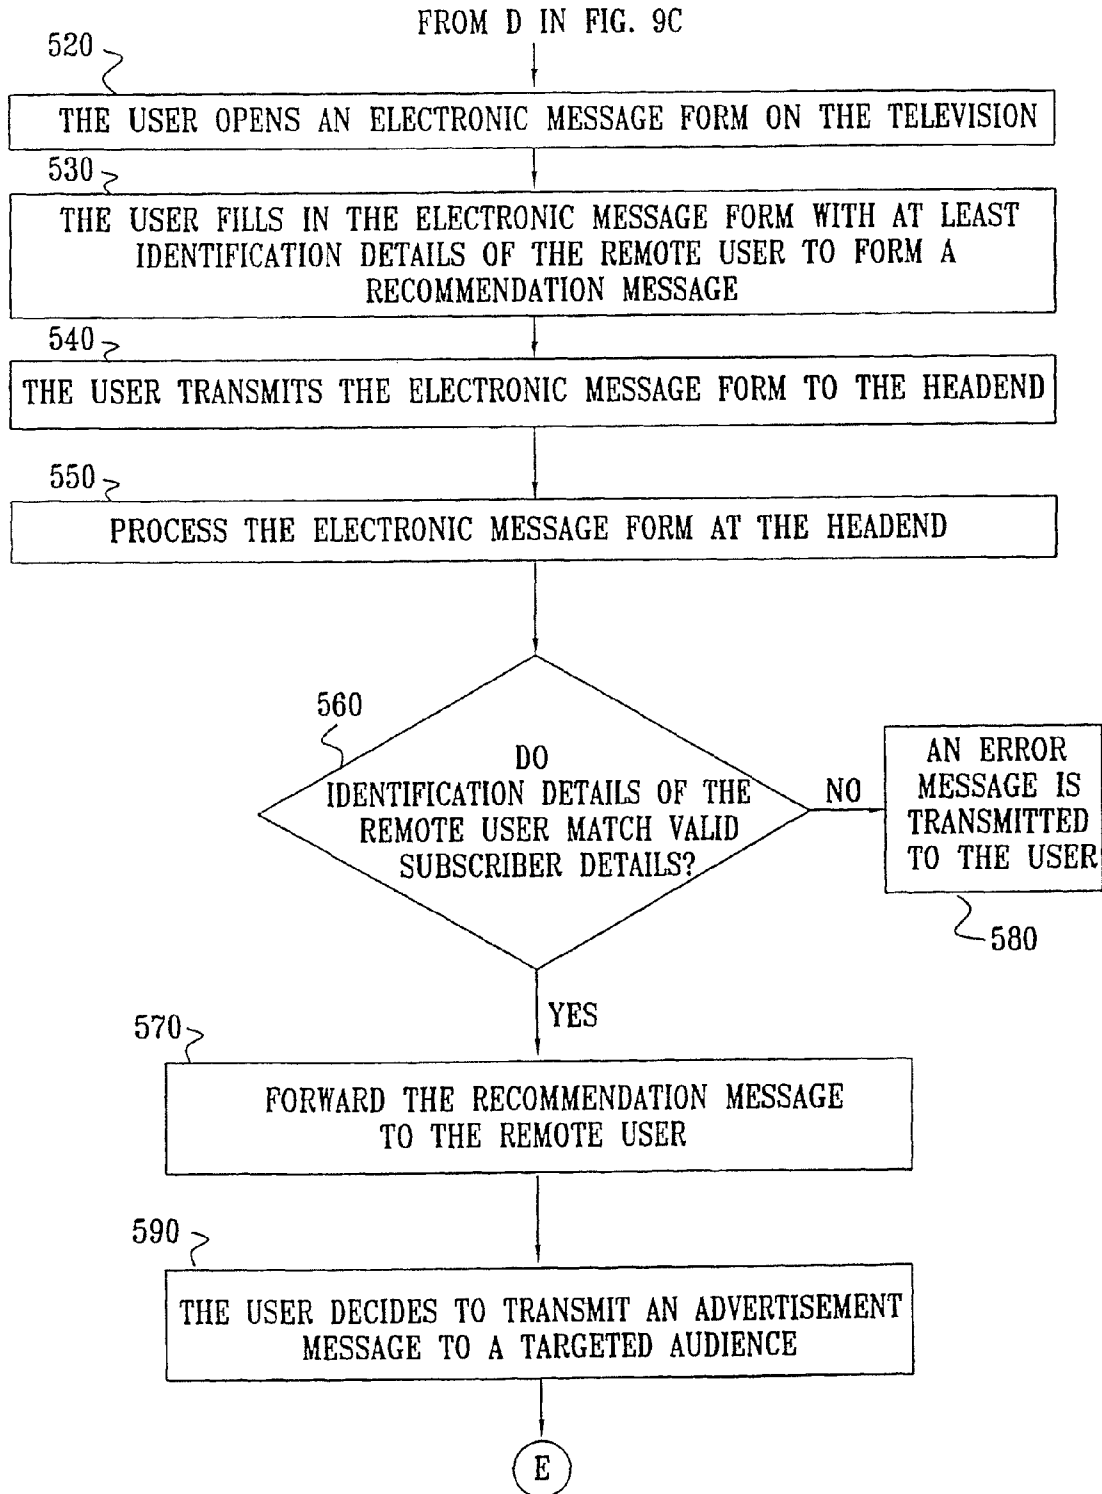 FROM D IN FIG. 9C
520
THE USER OPENS AN ELECTRONIC MESSAGE FORM ON THE TELEVISION
530
THE USER FILLS IN THE ELECTRONIC MESSAGE FORM WITH AT LEAST
IDENTIFICATION DETAILS OF THE REMOTE USER TO FORM A
RECOMMENDATION MESSAGE
540
THE USER TRANSMITS THE ELECTRONIC MESSAGE FORM TO THE HEADEND
550
PROCESS THE ELECTRONIC MESSAGE FORM AT THE HEADEND
560
DO
IDENTIFICATION DETAILS OF THE
REMOTE USER MATCH VALID
SUBSCRIBER DETAILS?
NO
AN ERROR
MESSAGE IS
TRANSMITTED
TO THE USER
580
YES
570
FORWARD THE RECOMMENDATION MESSAGE
TO THE REMOTE USER
590
THE USER DECIDES TO TRANSMIT AN ADVERTISEMENT
MESSAGE TO A TARGETED AUDIENCE
E